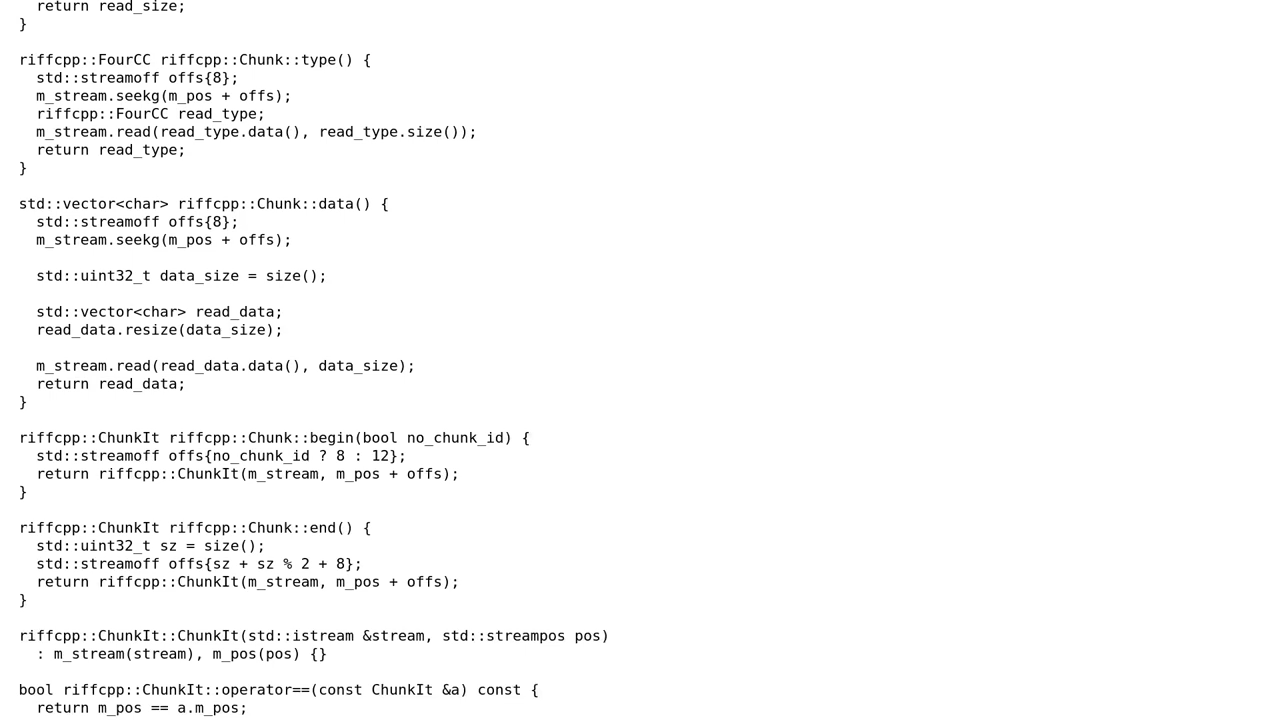 return read_size;
}

riffcpp::FourCC riffcpp::Chunk::type() {
  std::streamoff offs{8};
  m_stream.seekg(m_pos + offs);
  riffcpp::FourCC read_type;
  m_stream.read(read_type.data(), read_type.size());
  return read_type;
}

std::vector<char> riffcpp::Chunk::data() {
  std::streamoff offs{8};
  m_stream.seekg(m_pos + offs);

  std::uint32_t data_size = size();

  std::vector<char> read_data;
  read_data.resize(data_size);

  m_stream.read(read_data.data(), data_size);
  return read_data;
}

riffcpp::ChunkIt riffcpp::Chunk::begin(bool no_chunk_id) {
  std::streamoff offs{no_chunk_id ? 8 : 12};
  return riffcpp::ChunkIt(m_stream, m_pos + offs);
}

riffcpp::ChunkIt riffcpp::Chunk::end() {
  std::uint32_t sz = size();
  std::streamoff offs{sz + sz % 2 + 8};
  return riffcpp::ChunkIt(m_stream, m_pos + offs);
}

riffcpp::ChunkIt::ChunkIt(std::istream &stream, std::streampos pos)
  : m_stream(stream), m_pos(pos) {}

bool riffcpp::ChunkIt::operator==(const ChunkIt &a) const {
  return m_pos == a.m_pos;